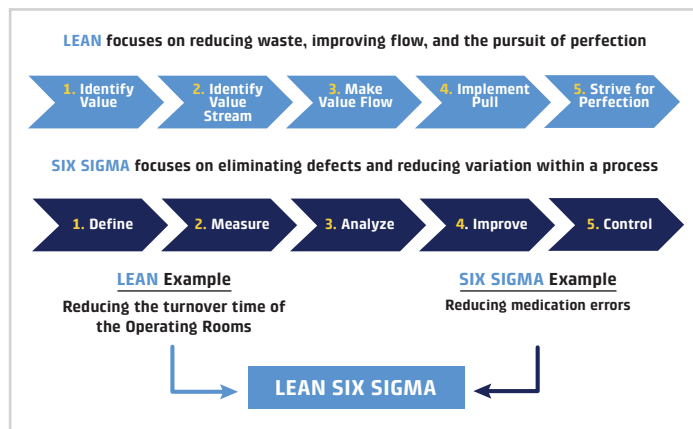 LEAN focuses on reducing waste, improving flow, and the pursuit of perfection
1. Identify Value
2. Identify Value Stream
3. Make Value Flow
4. Implement Pull
5. Strive for Perfection
SIX SIGMA focuses on eliminating defects and reducing variation within a process
1. Define
2. Measure
3. Analyze
4. Improve
5. Control
LEAN Example
Reducing the turnover time of
the Operating Rooms
SIX SIGMA Example
Reducing medication errors
LEAN SIX SIGMA